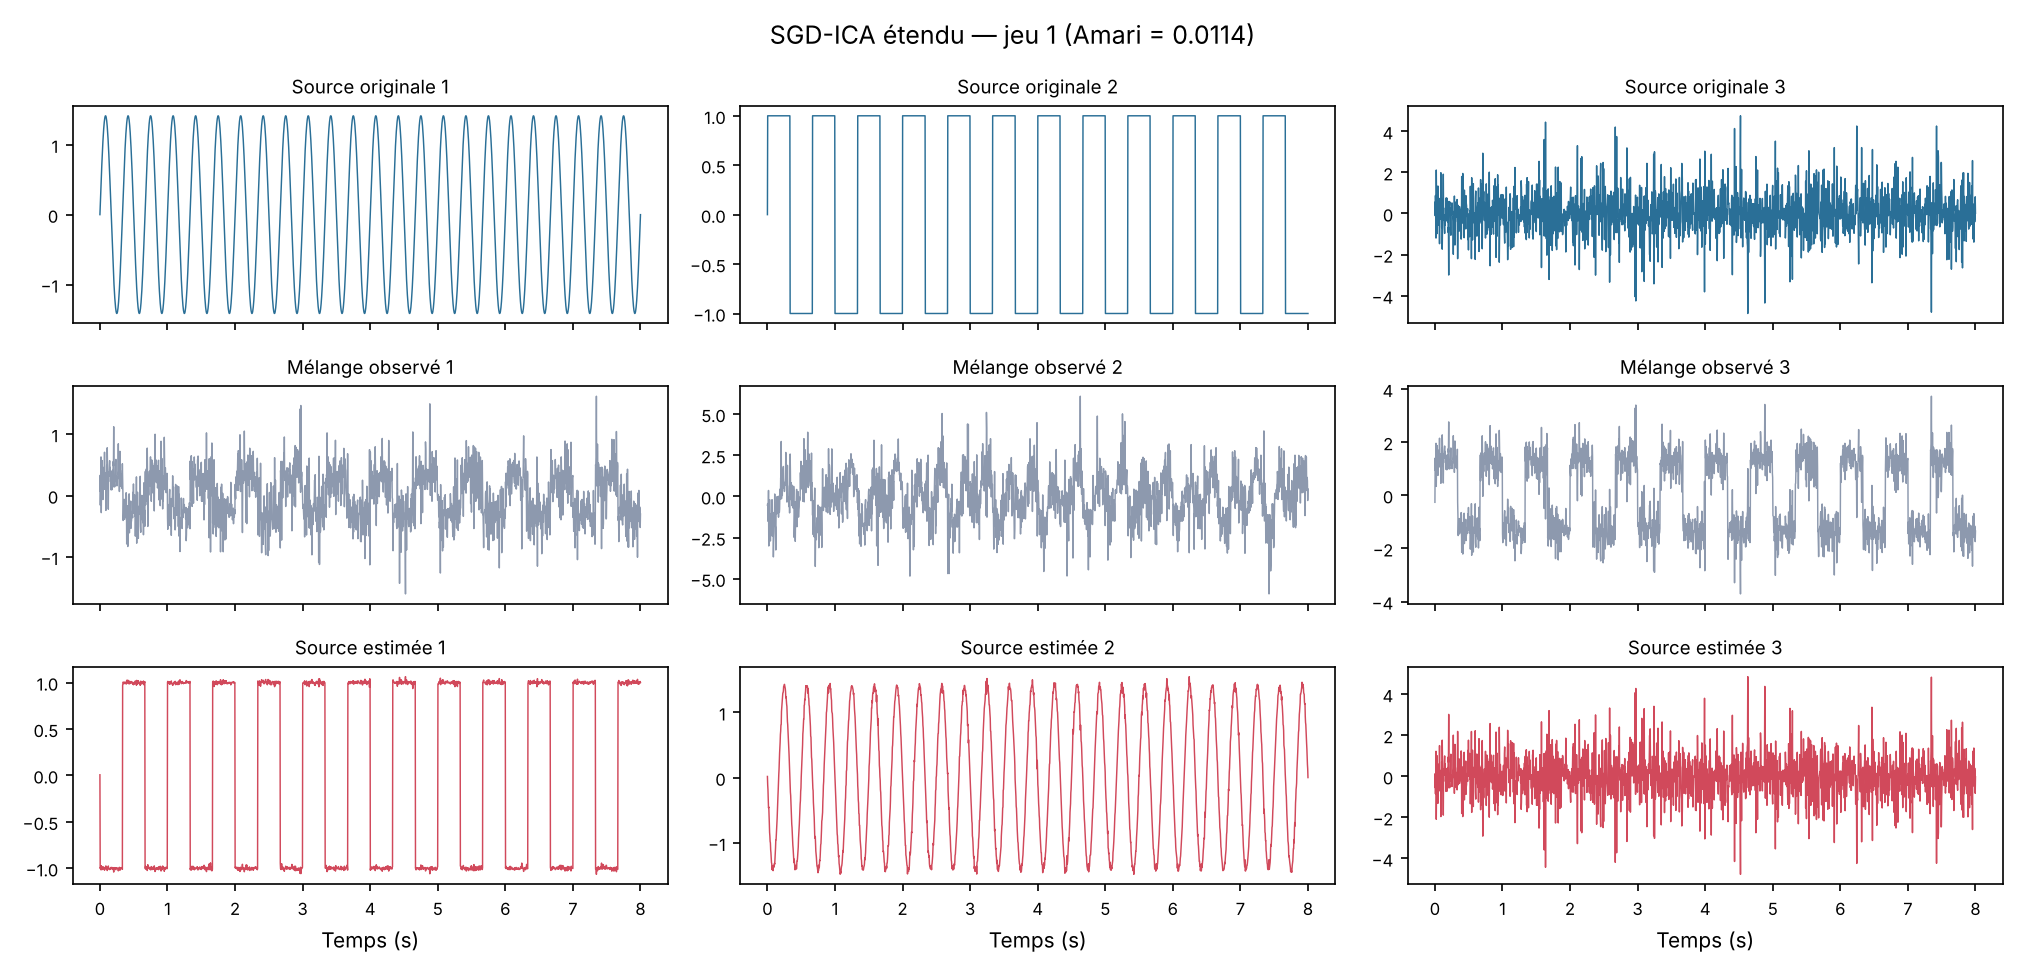 SGD-ICA étendu — jeu 1 (Amari = 0.0114)
Source originale 1
Source originale 2
Source originale 3
1
0
−1
1.0
0.5
0.0
−0.5
−1.0
4
2
0
−2
−4
Mélange observé 1
Mélange observé 2
Mélange observé 3
1
0
−1
5.0
2.5
0.0
−2.5
−5.0
4
2
0
−2
−4
Source estimée 1
Source estimée 2
Source estimée 3
1.0
0.5
0.0
−0.5
−1.0
1
0
−1
4
2
0
−2
−4
0 1 2 3 4 5 6 7 8
0 1 2 3 4 5 6 7 8
0 1 2 3 4 5 6 7 8
Temps (s)
Temps (s)
Temps (s)